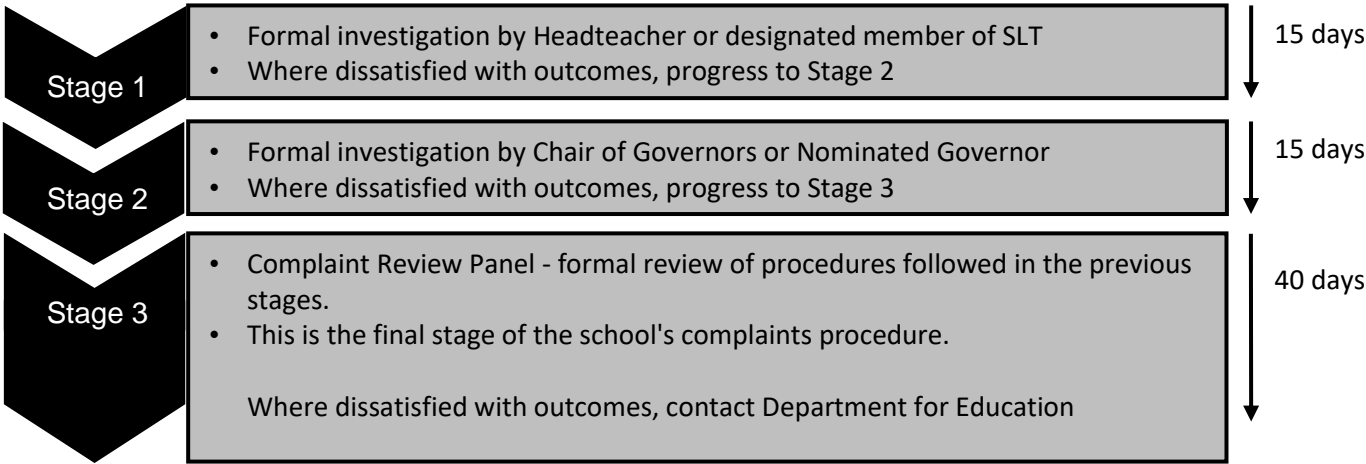 Stage 1
• Formal investigation by Headteacher or designated member of SLT
• Where dissatisfied with outcomes, progress to Stage 2
15 days
Stage 2
• Formal investigation by Chair of Governors or Nominated Governor
• Where dissatisfied with outcomes, progress to Stage 3
15 days
Stage 3
• Complaint Review Panel - formal review of procedures followed in the previous
stages.
• This is the final stage of the school's complaints procedure.
Where dissatisfied with outcomes, contact Department for Education
40 days